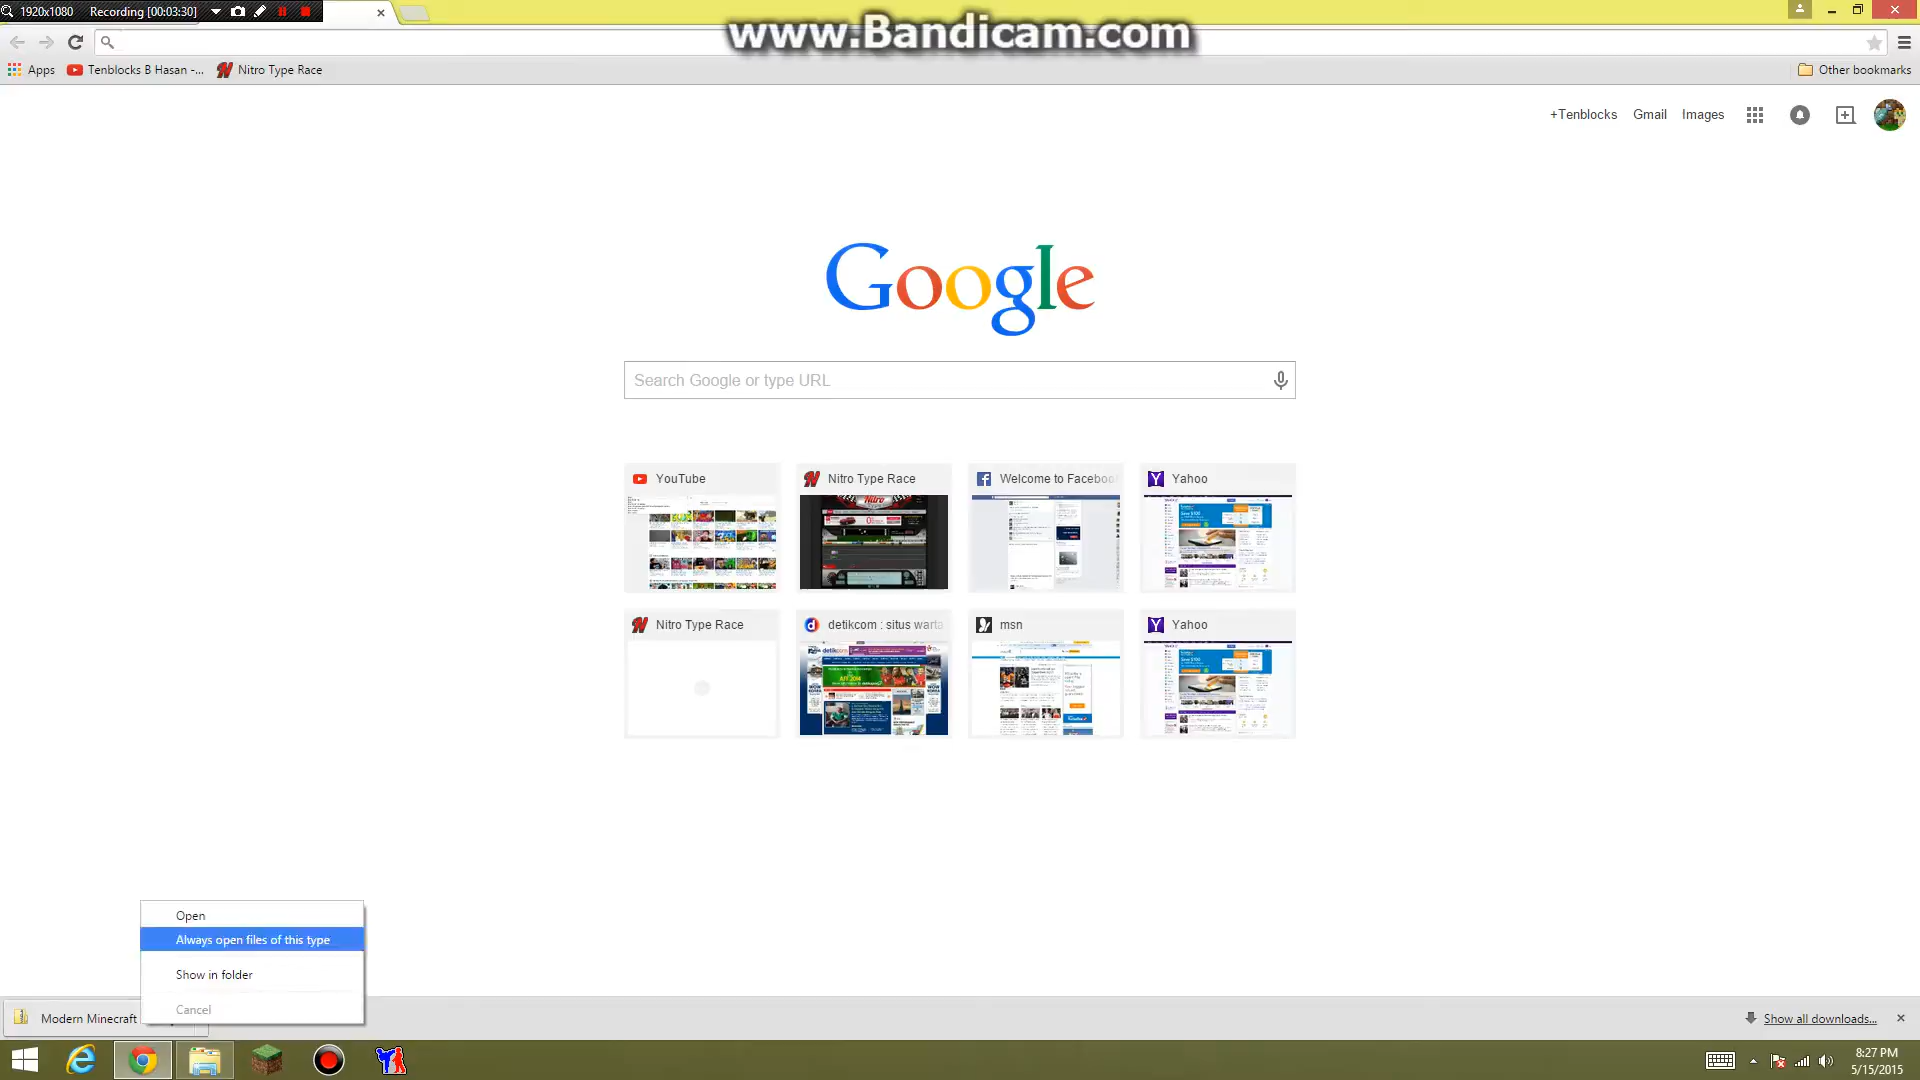 1920x1080 Recording [00:03:30]
www.Bandicam.com
Apps Tenblocks B Hasan -... Nitro Type Race Other bookmarks
+Tenblocks Gmail Images
Google
Search Google or type URL
YouTube Nitro Type Race Welcome to Facebook Yahoo
Nitro Type Race detikcom : situs warta msn Yahoo
Open
Always open files of this type
Show in folder
Cancel
Modern Minecraft Show all downloads...
8:27 PM
5/15/2015